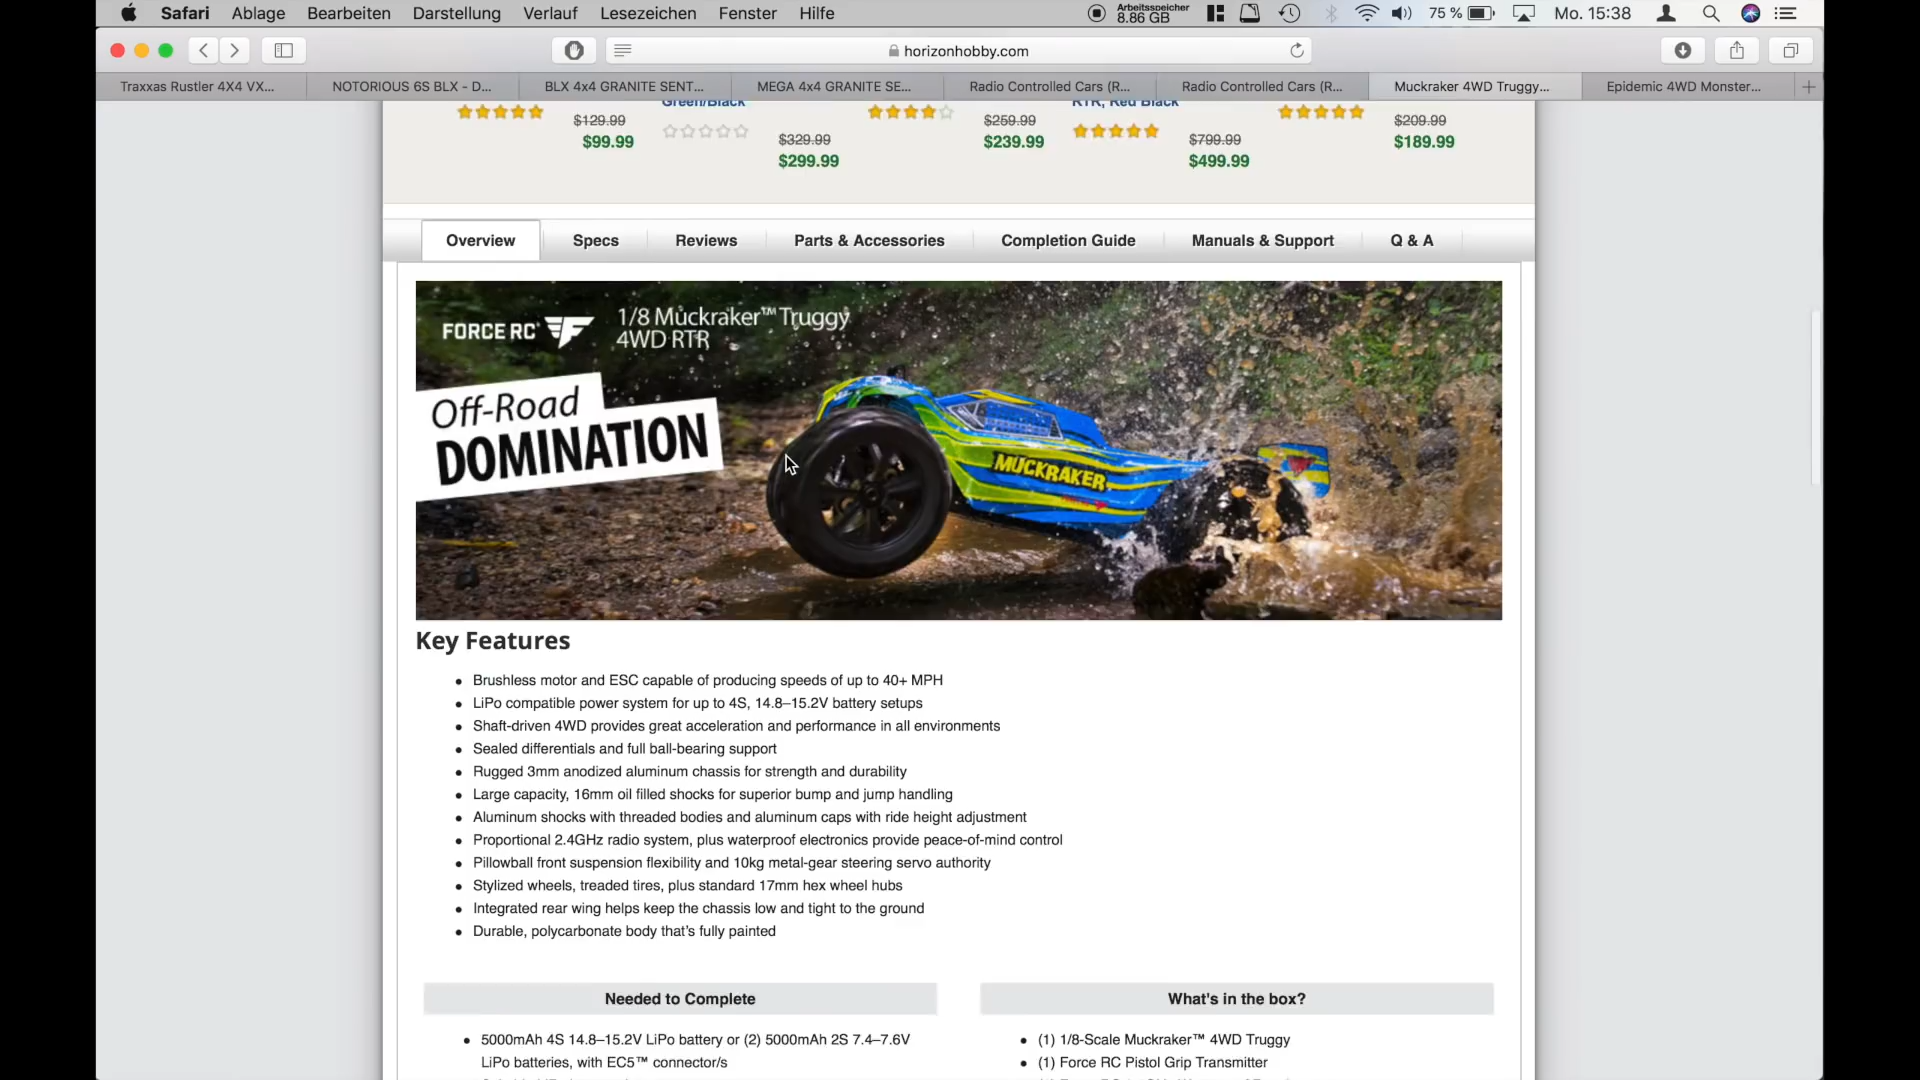 Safari Ablage Bearbeiten Darstellung Verlauf Lesezeichen Fenster Hilfe Arbeitsspeicher 8.86 GB 75 % Mo. 15:38
horizonhobby.com
Traxxas Rustler 4X4 VX... NOTORIOUS 6S BLX - D... BLX 4x4 GRANITE SENT... MEGA 4x4 GRANITE SE... Radio Controlled Cars (R... Radio Controlled Cars (R... Muckraker 4WD Truggy... Epidemic 4WD Monster...
Green/Black RTR, Red Black
$129.99 $259.99 $209.99
$99.99 $329.99 $239.99 $799.99 $189.99
$299.99 $499.99
Overview Specs Reviews Parts & Accessories Completion Guide Manuals & Support Q & A
FORCE RC 1/8 Muckraker™ Truggy
4WD RTR
Off-Road
DOMINATION
MUCKRAKER
Key Features
• Brushless motor and ESC capable of producing speeds of up to 40+ MPH
• LiPo compatible power system for up to 4S, 14.8–15.2V battery setups
• Shaft-driven 4WD provides great acceleration and performance in all environments
• Sealed differentials and full ball-bearing support
• Rugged 3mm anodized aluminum chassis for strength and durability
• Large capacity, 16mm oil filled shocks for superior bump and jump handling
• Aluminum shocks with threaded bodies and aluminum caps with ride height adjustment
• Proportional 2.4GHz radio system, plus waterproof electronics provide peace-of-mind control
• Pillowball front suspension flexibility and 10kg metal-gear steering servo authority
• Stylized wheels, treaded tires, plus standard 17mm hex wheel hubs
• Integrated rear wing helps keep the chassis low and tight to the ground
• Durable, polycarbonate body that’s fully painted
Needed to Complete
• 5000mAh 4S 14.8–15.2V LiPo battery or (2) 5000mAh 2S 7.4–7.6V
LiPo batteries, with EC5™ connector/s
What's in the box?
• (1) 1/8-Scale Muckraker™ 4WD Truggy
• (1) Force RC Pistol Grip Transmitter